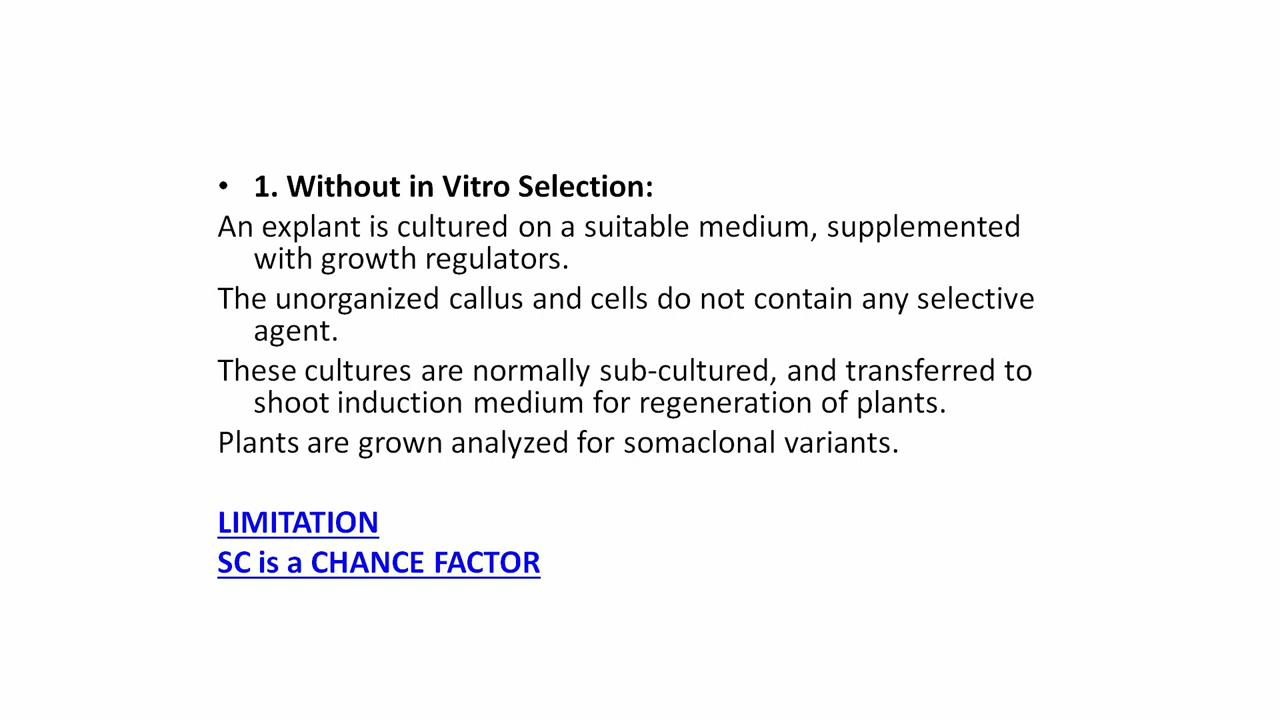 • 1. Without in Vitro Selection:
An explant is cultured on a suitable medium, supplemented
with growth regulators.
The unorganized callus and cells do not contain any selective
agent.
These cultures are normally sub-cultured, and transferred to
shoot induction medium for regeneration of plants.
Plants are grown analyzed for somaclonal variants.
LIMITATION
SC is a CHANCE FACTOR